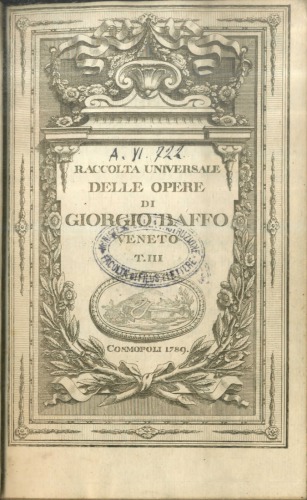 A. VI. 722
RACCOLTA UNIVERSALE
DELLE OPERE
DI
GIORGIO BAFFO
VENETO
T. III
COSMOPOLI 1789.